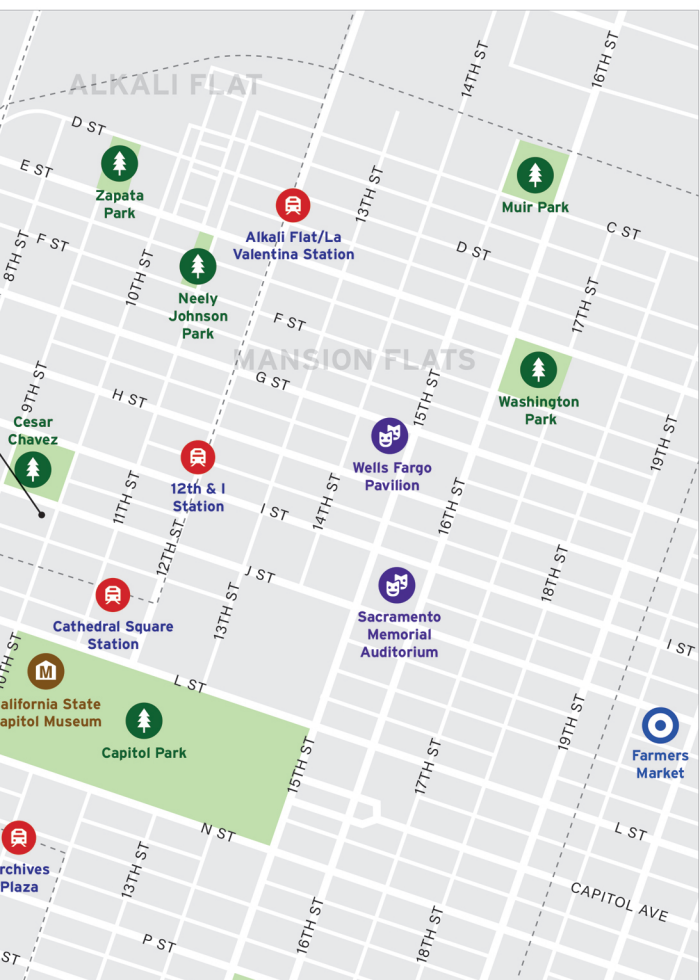 14TH ST
16TH ST
ALKALI FLAT
D ST
E ST
Zapata
Park
13TH ST
Muir Park
C ST
F ST
8TH ST
Alkali Flat/La
Valentina Station
D ST
10TH ST
Neely
Johnson
Park
17TH ST
F ST
MANSION FLATS
9TH ST
G ST
H ST
15TH ST
Washington
Park
Cesar
Chavez
19TH ST
Wells Fargo
Pavilion
12th & I
Station
11TH ST
14TH ST
I ST
16TH ST
12TH ST
J ST
18TH ST
13TH ST
Cathedral Square
Station
Sacramento
Memorial
Auditorium
I ST
10TH ST
L ST
M
alifornia State
apitol Museum
Capitol Park
19TH ST
Farmers
Market
15TH ST
17TH ST
N ST
L ST
rchives
Plaza
13TH ST
CAPITOL AVE
P ST
16TH ST
18TH ST
ST